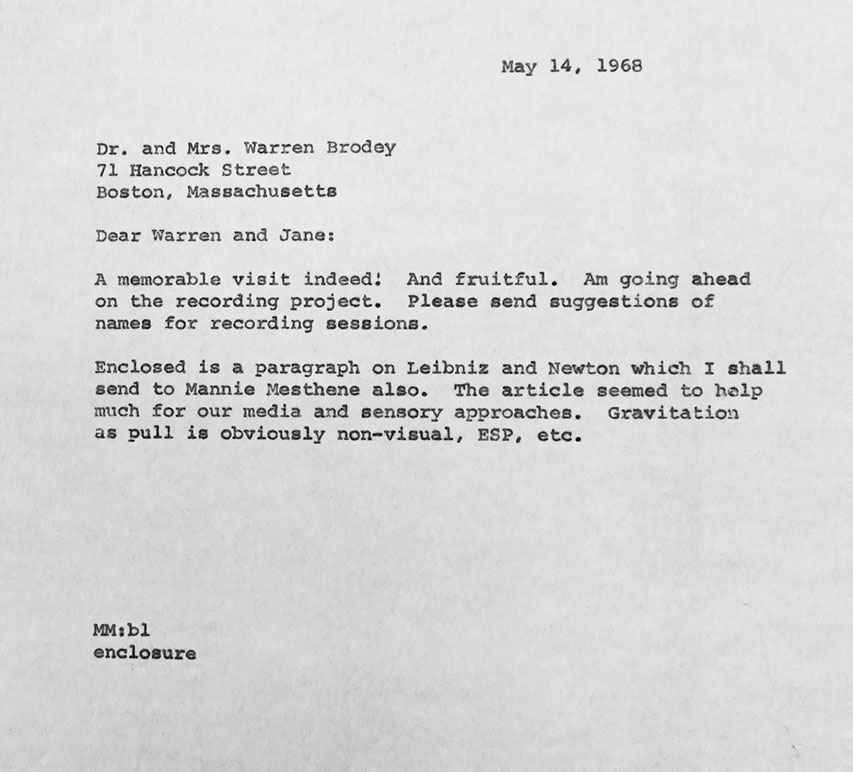 May 14, 1968
Dr. and Mrs. Warren Brodey
71 Hancock Street
Boston, Massachusetts
Dear Warren and Jane:
A memorable visit indeed! And fruitful. Am going ahead
on the recording project. Please send suggestions of
names for recording sessions.
Enclosed is a paragraph on Leibniz and Newton which I shall
send to Mannie Mesthene also. The article seemed to help
much for our media and sensory approaches. Gravitation
as pull is obviously non-visual, ESP, etc.
MM:bl
enclosure